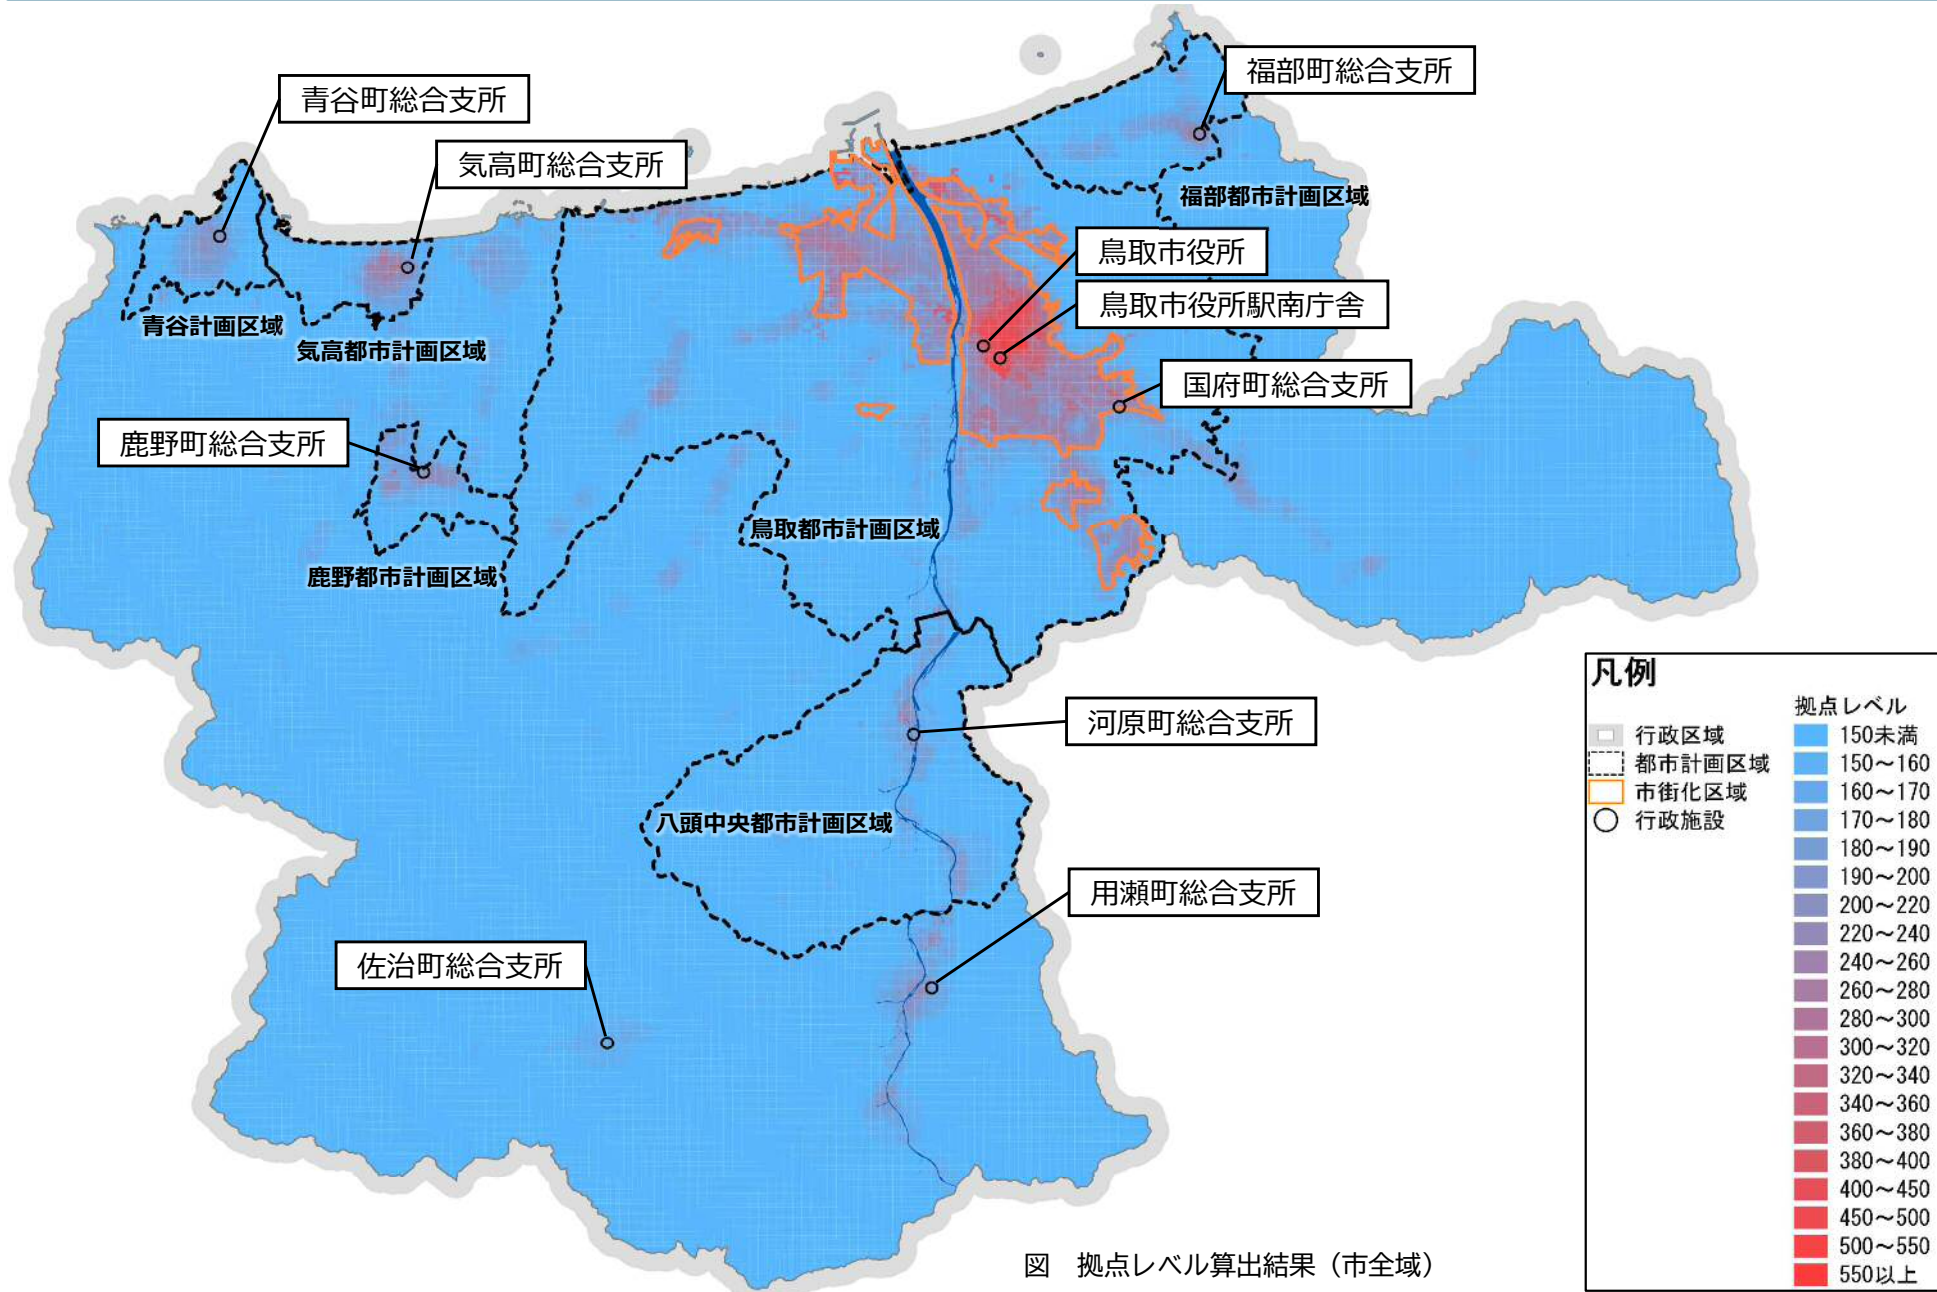 福部町総合支所
青谷町総合支所
気高町総合支所
福部都市計画区域
鳥取市役所
鳥取市役所駅南庁舎
青谷計画区域
気高都市計画区域
国府町総合支所
鹿野町総合支所
鳥取都市計画区域
鹿野都市計画区域
河原町総合支所
八頭中央都市計画区域
用瀬町総合支所
佐治町総合支所
凡例
行政区域
都市計画区域
市街化区域
行政施設
拠点レベル
150未満
150～160
160～170
170～180
180～190
190～200
200～220
220～240
240～260
260～280
280～300
300～320
320～340
340～360
360～380
380～400
400～450
450～500
500～550
550以上
図　拠点レベル算出結果（市全域）